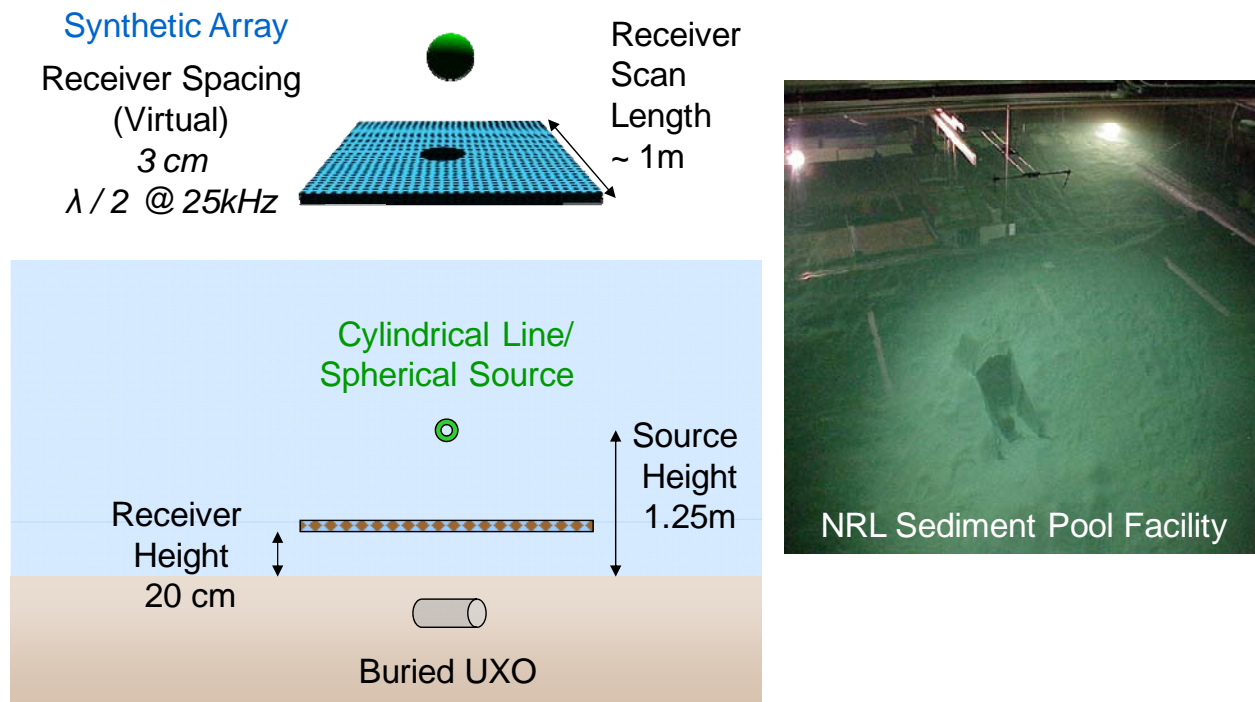 Synthetic Array
Receiver Spacing
(Virtual)
3 cm
λ / 2 @ 25kHz
Receiver
Scan
Length
~ 1m
Cylindrical Line/
Spherical Source
Source
Height
1.25m
Receiver
Height
20 cm
Buried UXO
NRL Sediment Pool Facility